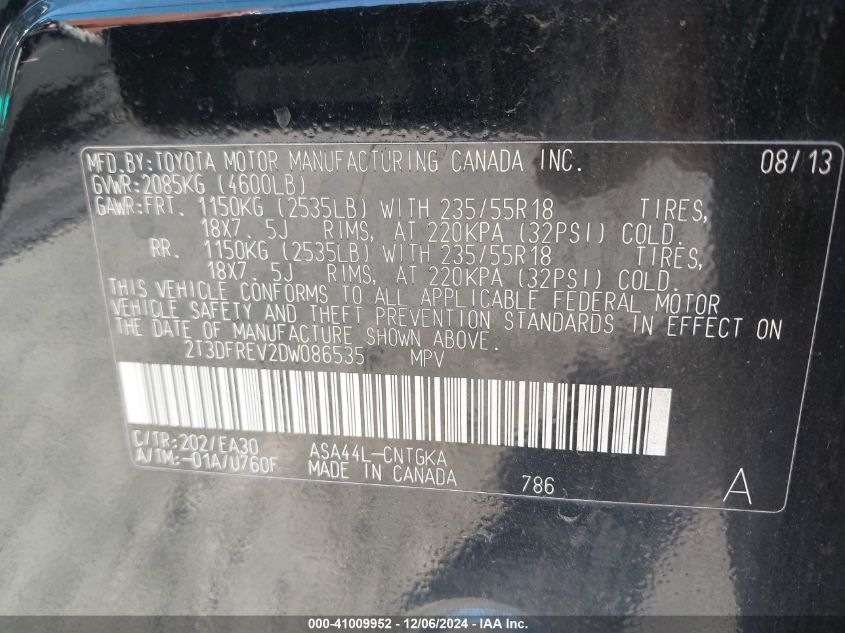 MFD.BY:TOYOTA MOTOR MANUFACTURING CANADA INC. 08/13
GVWR:2085KG (4600LB)
GAWR:FRT. 1150KG (2535LB) WITH 235/55R18 TIRES,
18X7.5J RIMS, AT 220KPA (32PSI) COLD.
RR. 1150KG (2535LB) WITH 235/55R18 TIRES,
18X7.5J RIMS, AT 220KPA (32PSI) COLD.
THIS VEHICLE CONFORMS TO ALL APPLICABLE FEDERAL MOTOR
VEHICLE SAFETY AND THEFT PREVENTION STANDARDS IN EFFECT ON
THE DATE OF MANUFACTURE SHOWN ABOVE.
2T3DFREV2DW086535 MPV
C/TR:202/EA30 ASA44L-CNTGKA
A/TM:-01A/U760F MADE IN CANADA 786 A
000-41009952 - 12/06/2024 - IAA Inc.